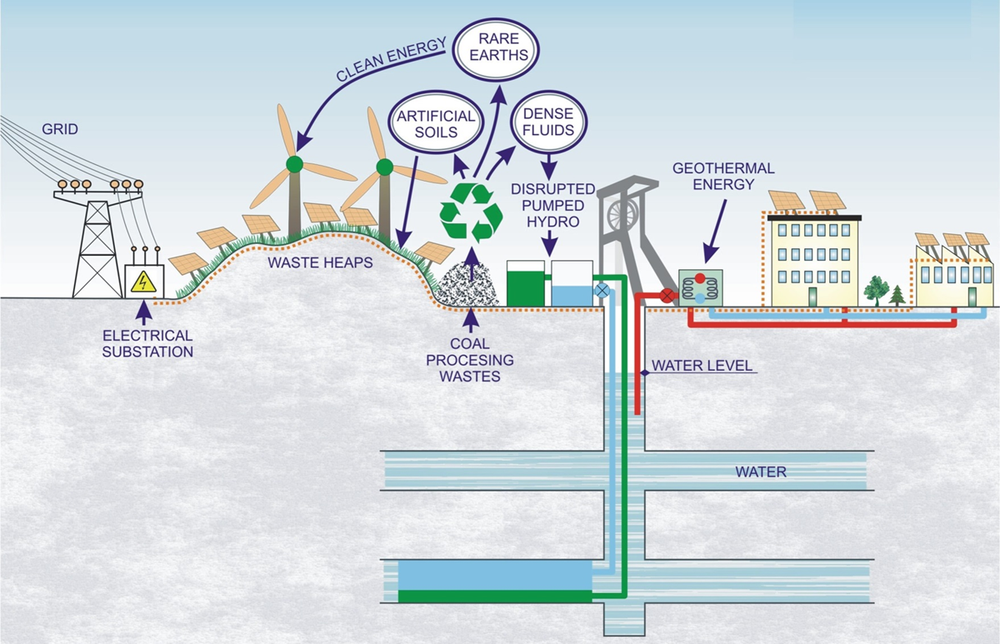 RARE
EARTHS
CLEAN ENERGY
ARTIFICIAL
SOILS
DENSE
FLUIDS
GRID
DISRUPTED
PUMPED
HYDRO
GEOTHERMAL
ENERGY
WASTE HEAPS
ELECTRICAL
SUBSTATION
COAL
PROCESING
WASTES
WATER LEVEL
WATER